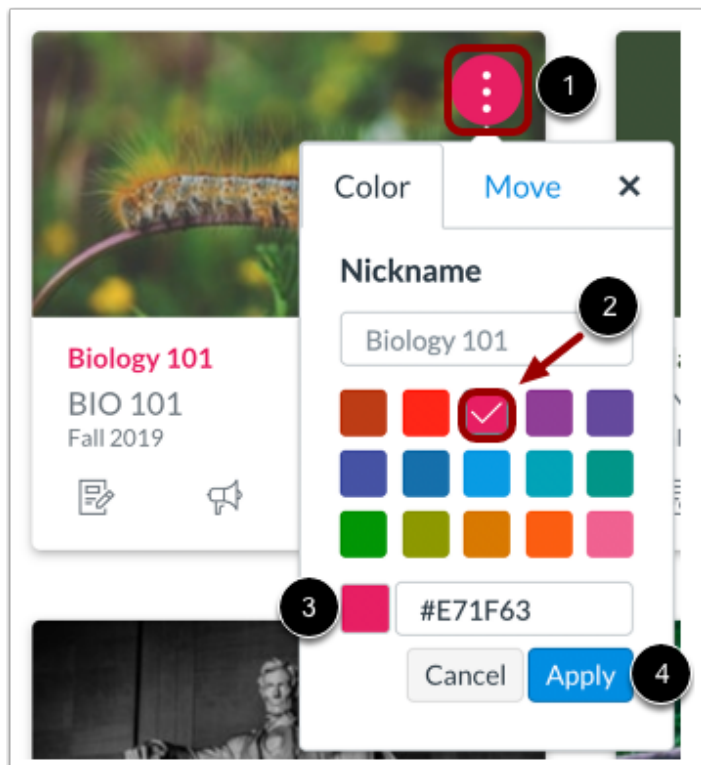 1
Color Move ×
Nickname
2
Biology 101
Biology 101
BIO 101
Fall 2019
3
#E71F63
Cancel Apply
4